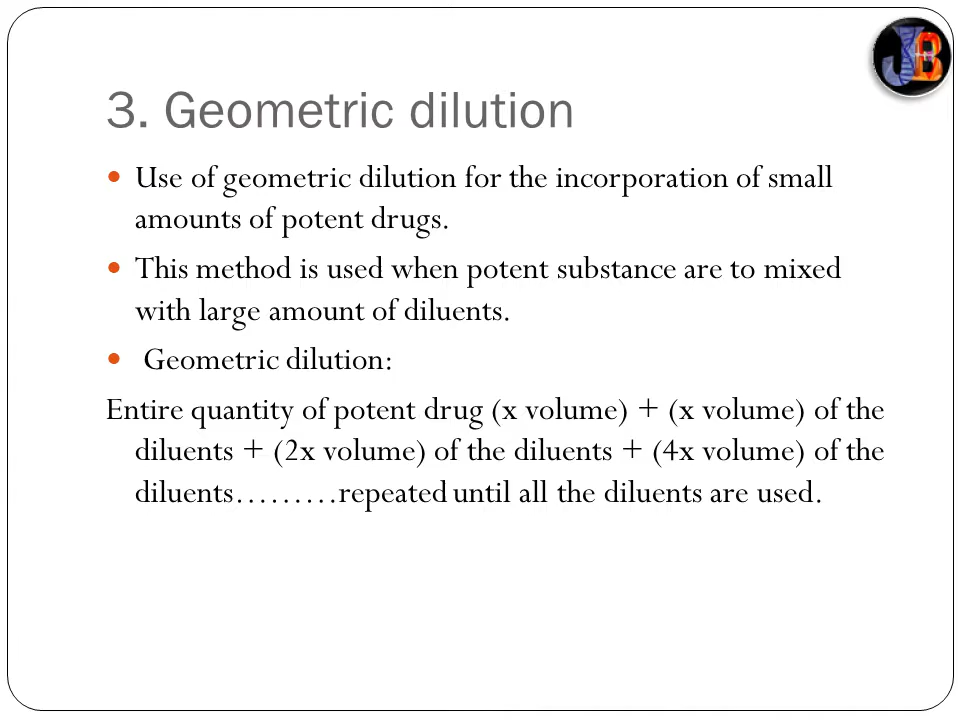 JB
3. Geometric dilution
• Use of geometric dilution for the incorporation of small
amounts of potent drugs.
• This method is used when potent substance are to mixed
with large amount of diluents.
• Geometric dilution:
Entire quantity of potent drug (x volume) + (x volume) of the
diluents + (2x volume) of the diluents + (4x volume) of the
diluents………repeated until all the diluents are used.